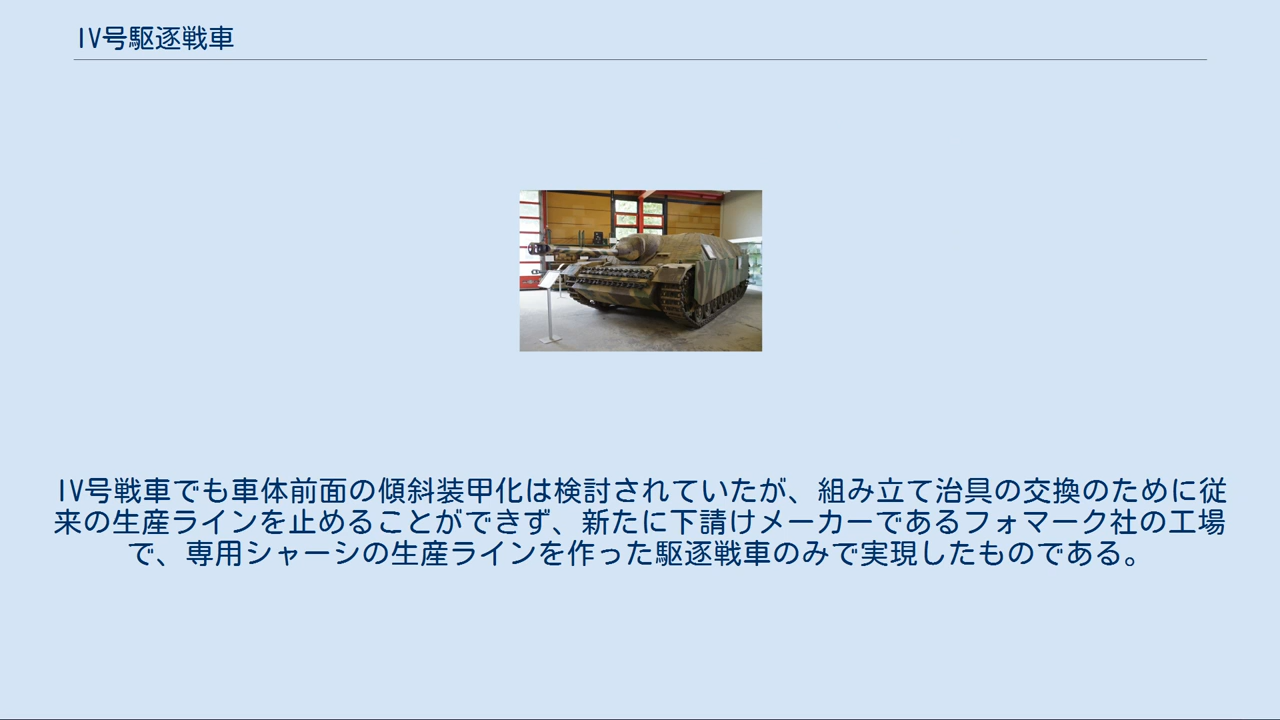 IV号駆逐戦車
IV号戦車でも車体前面の傾斜装甲化は検討されていたが、組み立て治具の交換のために従
来の生産ラインを止めることができず、新たに下請けメーカーであるフォマーク社の工場
で、専用シャーシの生産ラインを作った駆逐戦車のみで実現したものである。